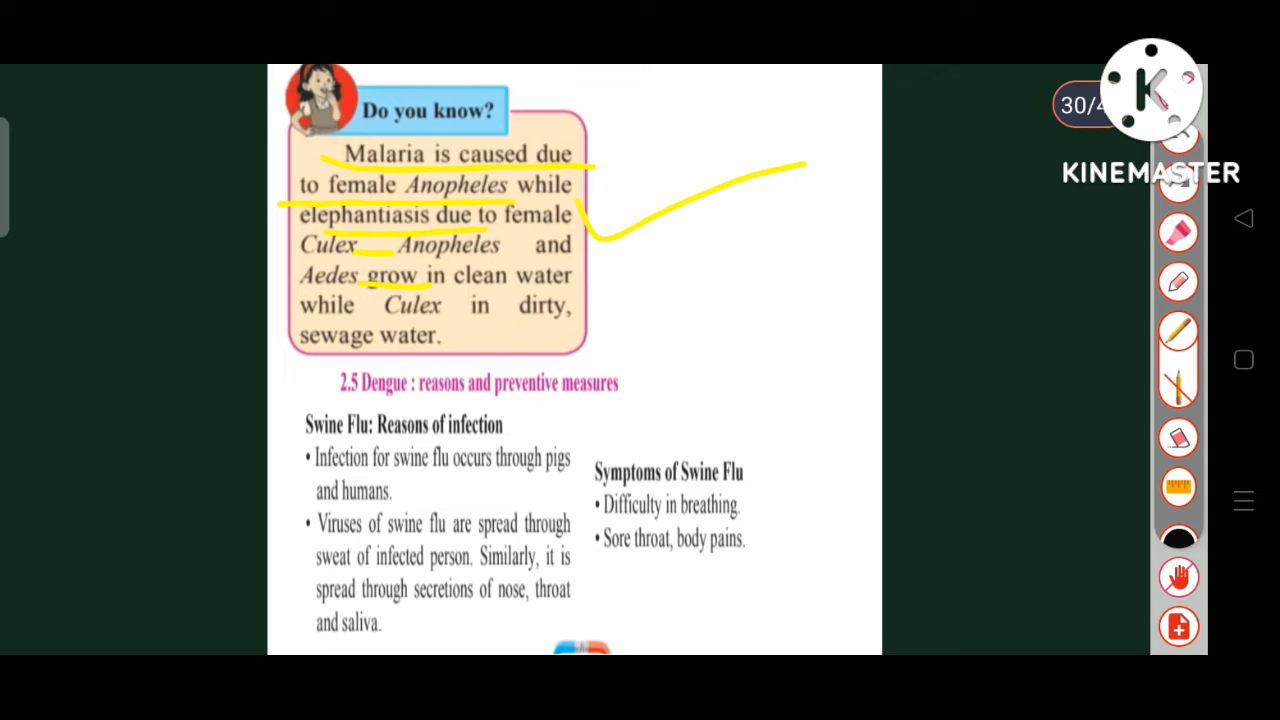 30/4
KINEMASTER
Do you know?
Malaria is caused due
to female Anopheles while
elephantiasis due to female
Culex Anopheles and
Aedes grow in clean water
while Culex in dirty,
sewage water.
2.5 Dengue : reasons and preventive measures
Swine Flu: Reasons of infection
• Infection for swine flu occurs through pigs
and humans.
• Viruses of swine flu are spread through
sweat of infected person. Similarly, it is
spread through secretions of nose, throat
and saliva.
Symptoms of Swine Flu
• Difficulty in breathing.
• Sore throat, body pains.